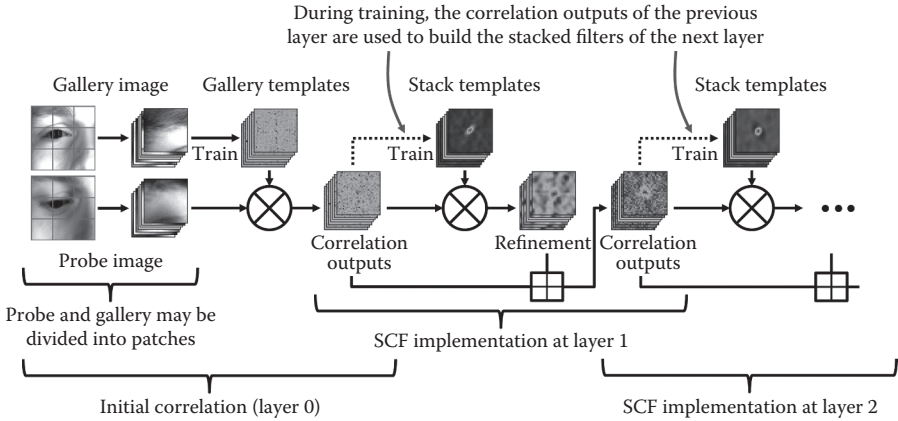 During training, the correlation outputs of the previous
layer are used to build the stacked filters of the next layer
Gallery image
Gallery templates
Stack templates
Stack templates
Train
Train
Train
Probe image
Correlation
outputs
Refinement
Correlation
outputs
Probe and gallery may be
divided into patches
SCF implementation at layer 1
Initial correlation (layer 0)
SCF implementation at layer 2